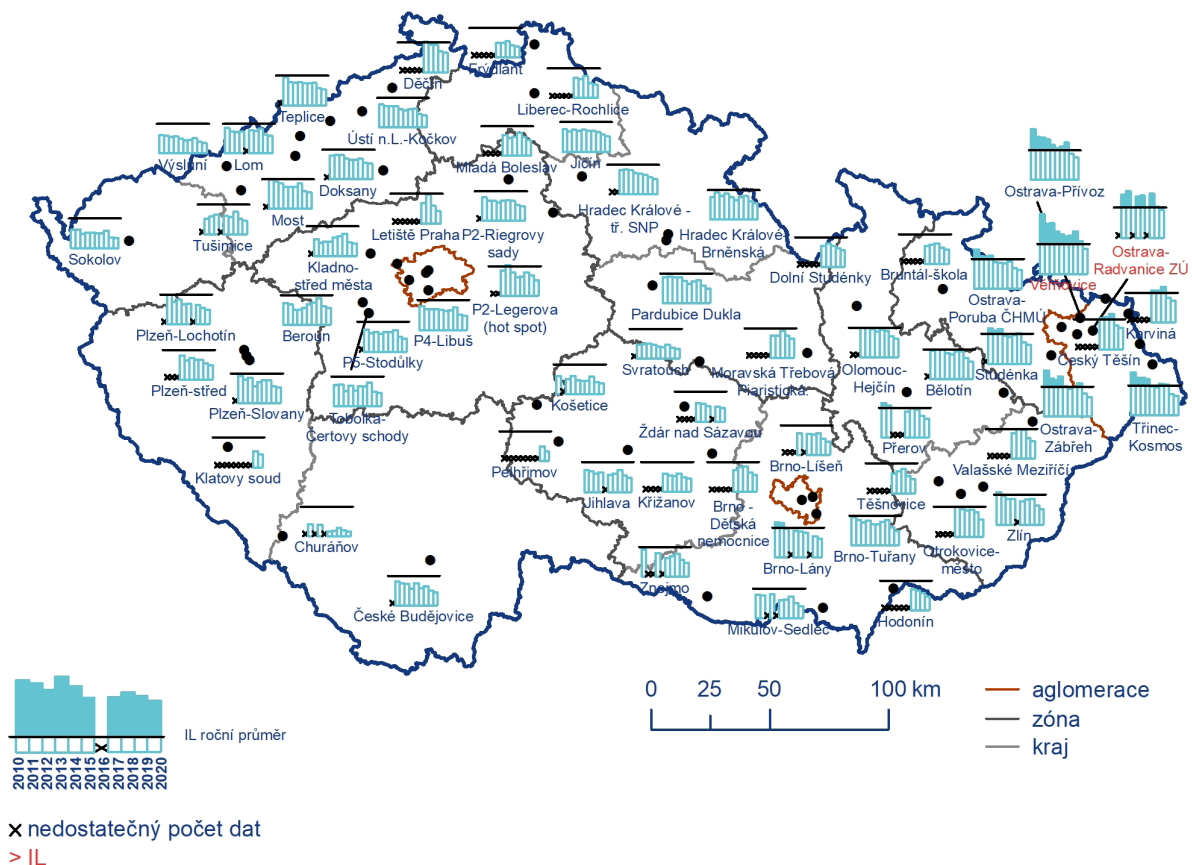 Děčín
Frýdlant
Teplice
Liberec-Rochlice
Ústí n.L.-Kočkov
Výsluní
Lom
Mladá Boleslav
Jičín
Doksany
Ostrava-Přívoz
Most
Hradec Králové -
tř. SNP
Letiště Praha
P2-Riegrovy
sady
Hradec Králové
Brněnská
Tušimice
Sokolov
Kladno-
střed města
Dolní Studénky
Bruntál-škola
Ostrava-
Radvanice ZÚ
Věřňovice
P2-Legerova
(hot spot)
Pardubice Dukla
Ostrava-
Poruba ČHMÚ
Plzeň-Lochotín
Beroun
P4-Libuš
Karviná
P5-Stodůlky
Český Těšín
Svratouch
Moravská Třebová
Piaristická.
Olomouc-
Hejčín
Studénka
Plzeň-střed
Bělotín
Plzeň-Slovany
Košetice
Tobolka-
Čertovy schody
Ždár nad Sázavou
Přerov
Ostrava-
Zábřeh
Třinec-
Kosmos
Klatovy soud
Pelhřimov
Brno-Líšeň
Valašské Meziříčí
Jihlava
Křižanov
Brno -
Dětská
nemocnice
Těšnovice
Zlín
Churáňov
Brno-Lány
Brno-Tuřany
Otrokovice-
město
Znojmo
České Budějovice
Mikulov-Sedlec
Hodonín
0 25 50 100 km
aglomerace
zóna
kraj
IL roční průměr
2010 2011 2012 2013 2014 2015 2016 2017 2018 2019 2020
nedostatečný počet dat
> IL